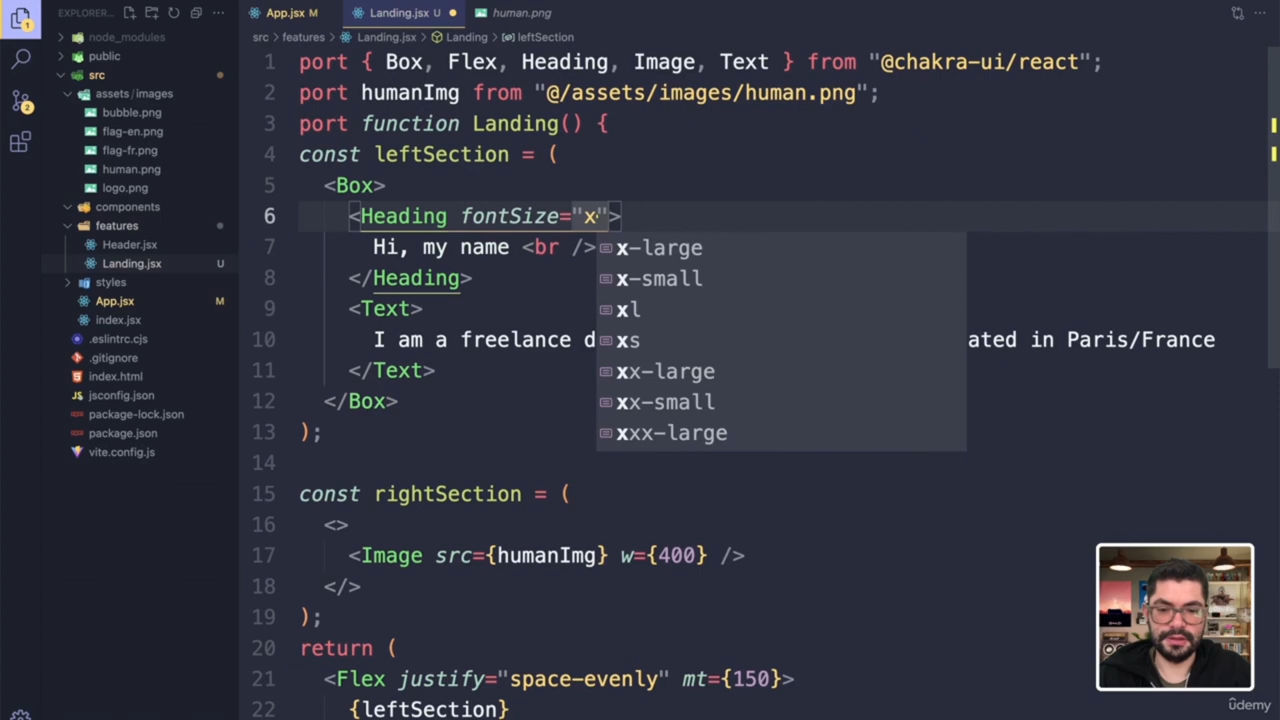 EXPLORER...
App.jsx M
Landing.jsx U
human.png
src > features > Landing.jsx > Landing > leftSection
1
node_modules
public
src
assets/images
bubble.png
flag-en.png
flag-fr.png
human.png
logo.png
components
features
Header.jsx
Landing.jsx U
styles
App.jsx M
index.jsx
.eslintrc.cjs
.gitignore
index.html
jsconfig.json
package-lock.json
package.json
vite.config.js
2
1 port { Box, Flex, Heading, Image, Text } from "@chakra-ui/react";
2 port humanImg from "@/assets/images/human.png";
3 port function Landing() {
4 const leftSection = (
5 <Box>
6 <Heading fontSize="x">
7 Hi, my name <br />
8 </Heading>
9 <Text>
10 I am a freelance d ated in Paris/France
11 </Text>
12 </Box>
13 );
14
15 const rightSection = (
16 <>
17 <Image src={humanImg} w={400} />
18 </>
19 );
20 return (
21 <Flex justify="space-evenly" mt={150}>
22 {leftSection}
x-large
x-small
xl
xs
xx-large
xx-small
xxx-large
ûdemy